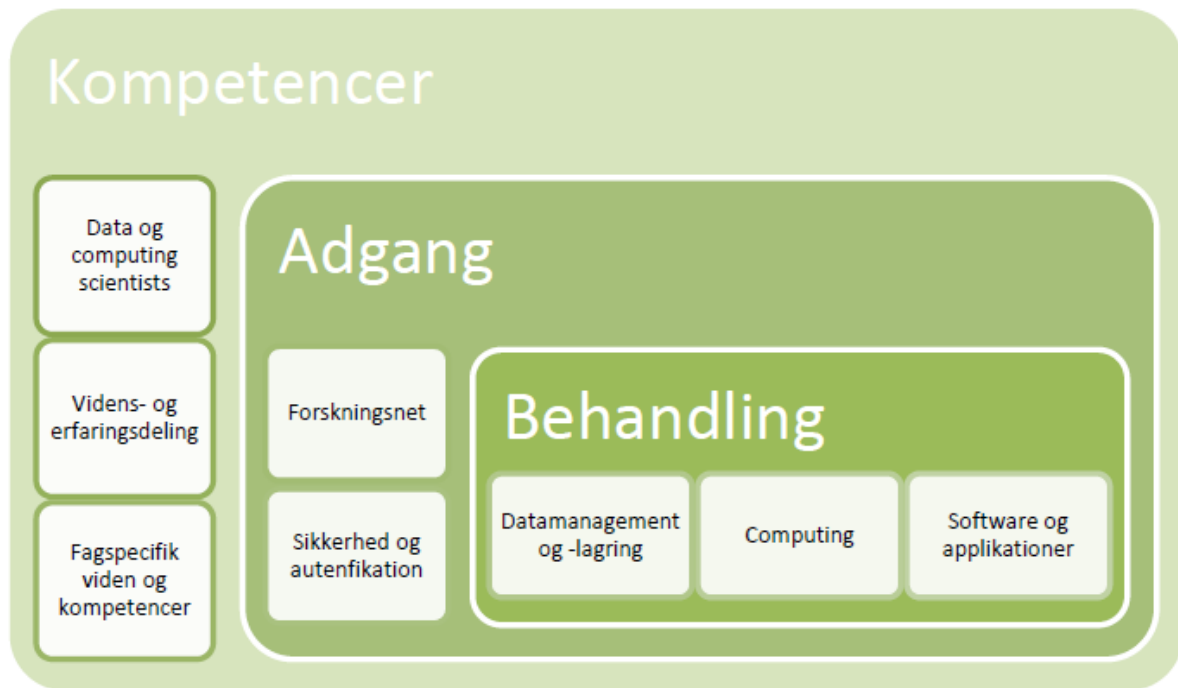 Kompetencer
Data og
computing
scientists
Videns- og
erfaringsdeling
Fagspecifik
viden og
kompetencer
Adgang
Forskningsnet
Sikkerhed og
autenfikation
Behandling
Datamanagement
og -lagring
Computing
Software og
applikationer